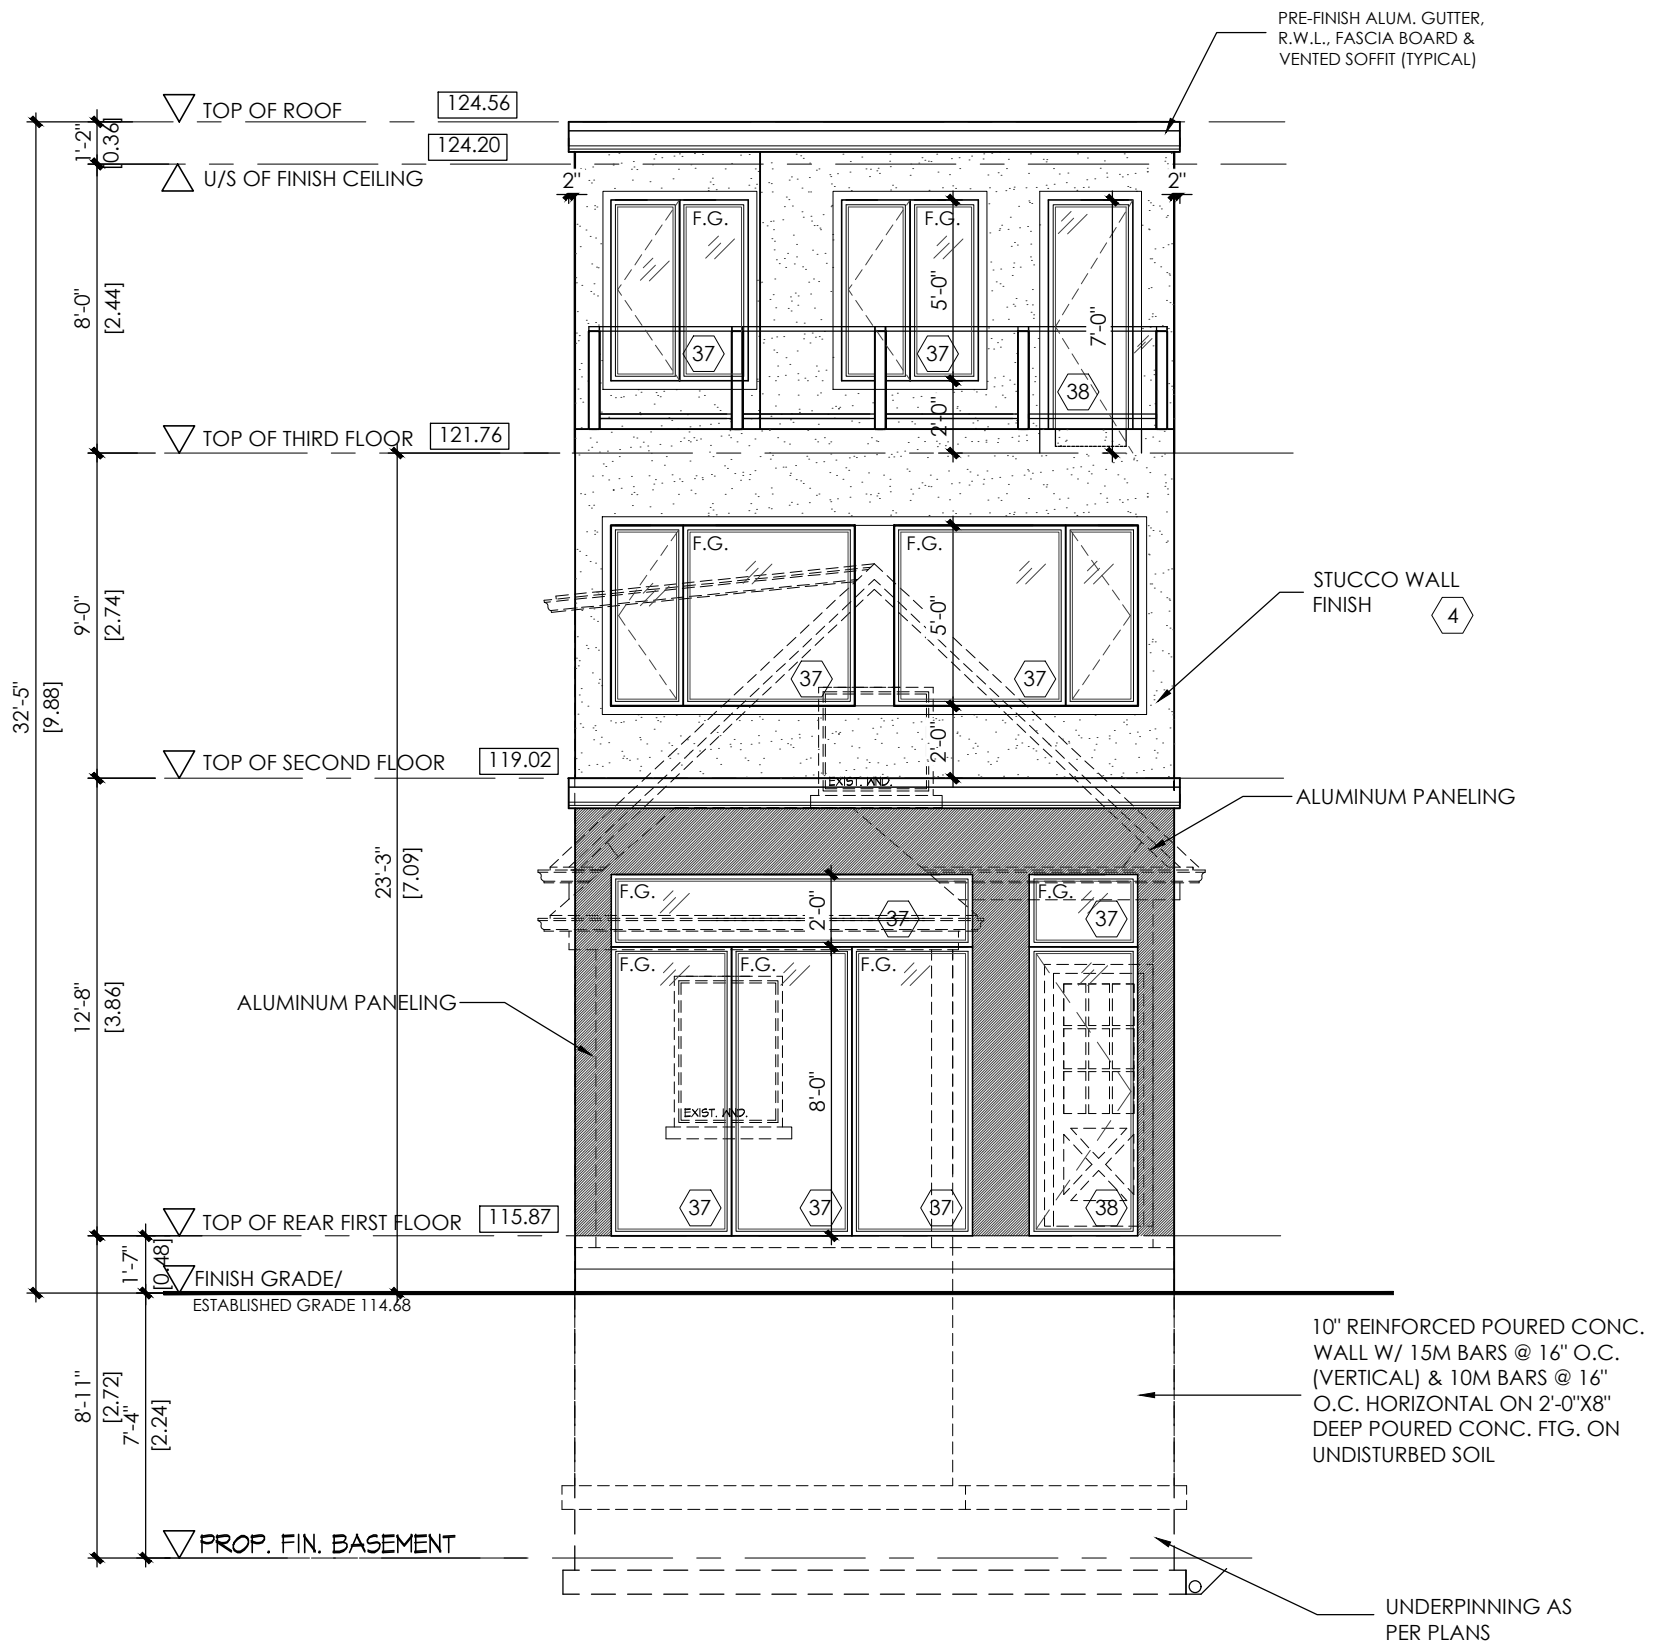 PRE-FINISH ALUM. GUTTER,
R.W.L., FASCIA BOARD &
VENTED SOFFIT (TYPICAL)
TOP OF ROOF
124.56
124.20
U/S OF FINISH CEILING
1'-2"
[0.36]
2"
2"
F.G.
F.G.
8'-0"
[2.44]
5'-0"
7'-0"
37
37
38
2'-0"
TOP OF THIRD FLOOR
121.76
F.G.
F.G.
STUCCO WALL
FINISH
4
9'-0"
[2.74]
5'-0"
37
37
32'-5"
[9.88]
2'-0"
TOP OF SECOND FLOOR
119.02
EXIST. WND.
ALUMINUM PANELING
23'-3"
[7.09]
F.G.
F.G.
2'-0"
37
37
F.G.
F.G.
F.G.
ALUMINUM PANELING
12'-8"
[3.86]
8'-0"
EXIST. WND.
37
37
37
38
TOP OF REAR FIRST FLOOR
115.87
1'-7"
[0.48]
FINISH GRADE/
ESTABLISHED GRADE 114.68
10" REINFORCED POURED CONC.
WALL W/ 15M BARS @ 16" O.C.
(VERTICAL) & 10M BARS @ 16"
O.C. HORIZONTAL ON 2'-0"X8"
DEEP POURED CONC. FTG. ON
UNDISTURBED SOIL
8'-11"
[2.72]
7'-4"
[2.24]
PROP. FIN. BASEMENT
UNDERPINNING AS
PER PLANS